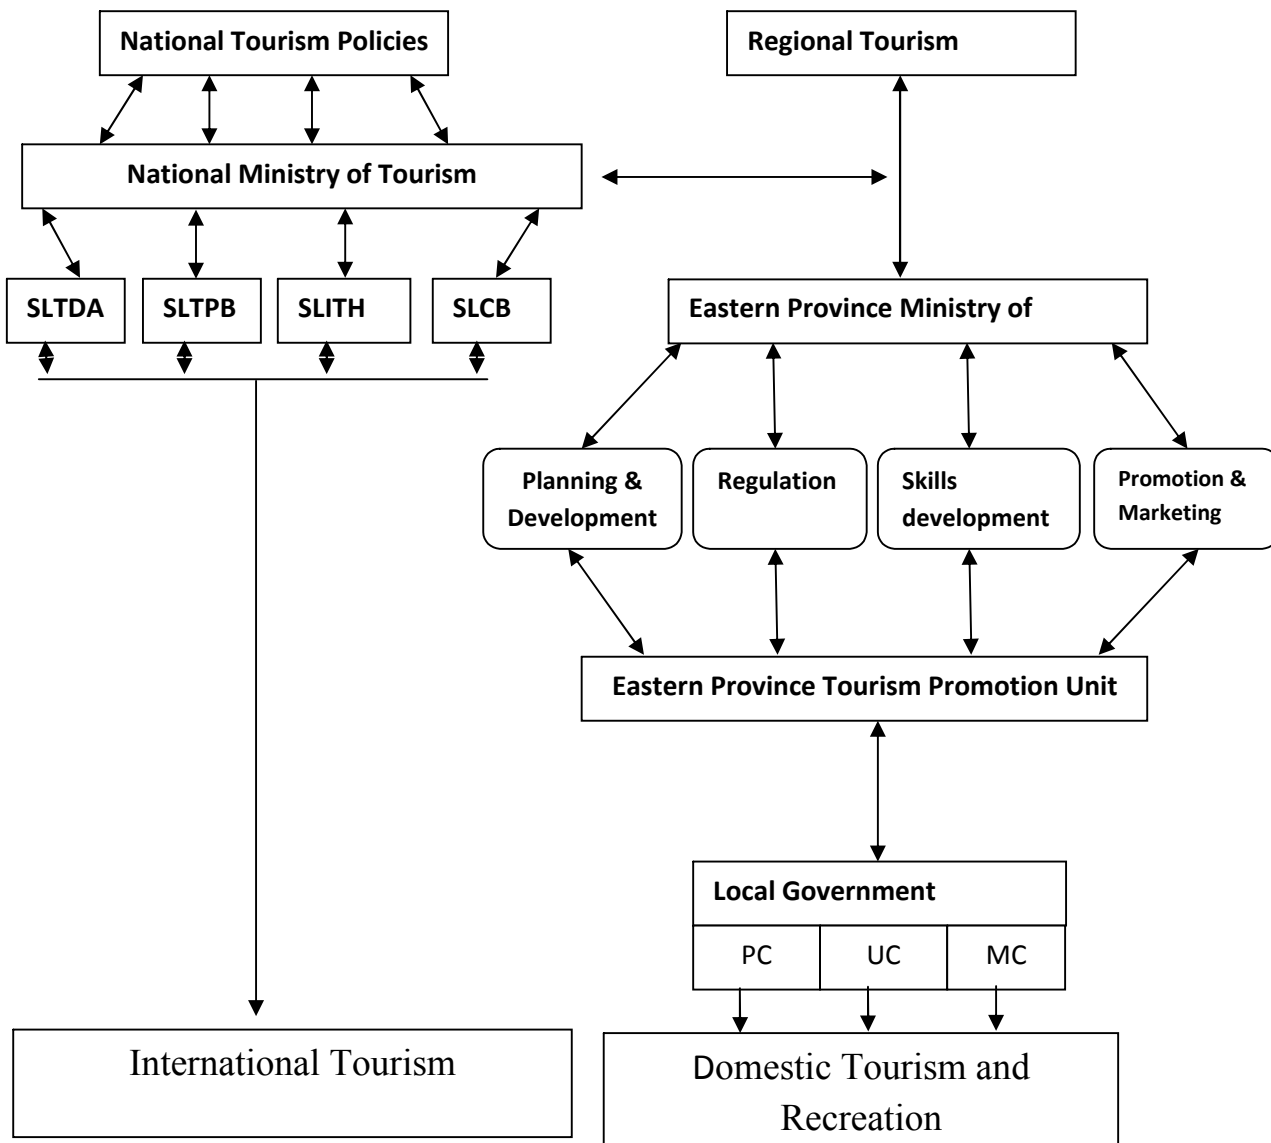 National Tourism Policies
Regional Tourism
National Ministry of Tourism
SLTDA
SLTPB
SLITH
SLCB
Eastern Province Ministry of
Planning &
Development
Regulation
Skills
development
Promotion &
Marketing
Eastern Province Tourism Promotion Unit
Local Government
PC
UC
MC
International Tourism
Domestic Tourism and
Recreation